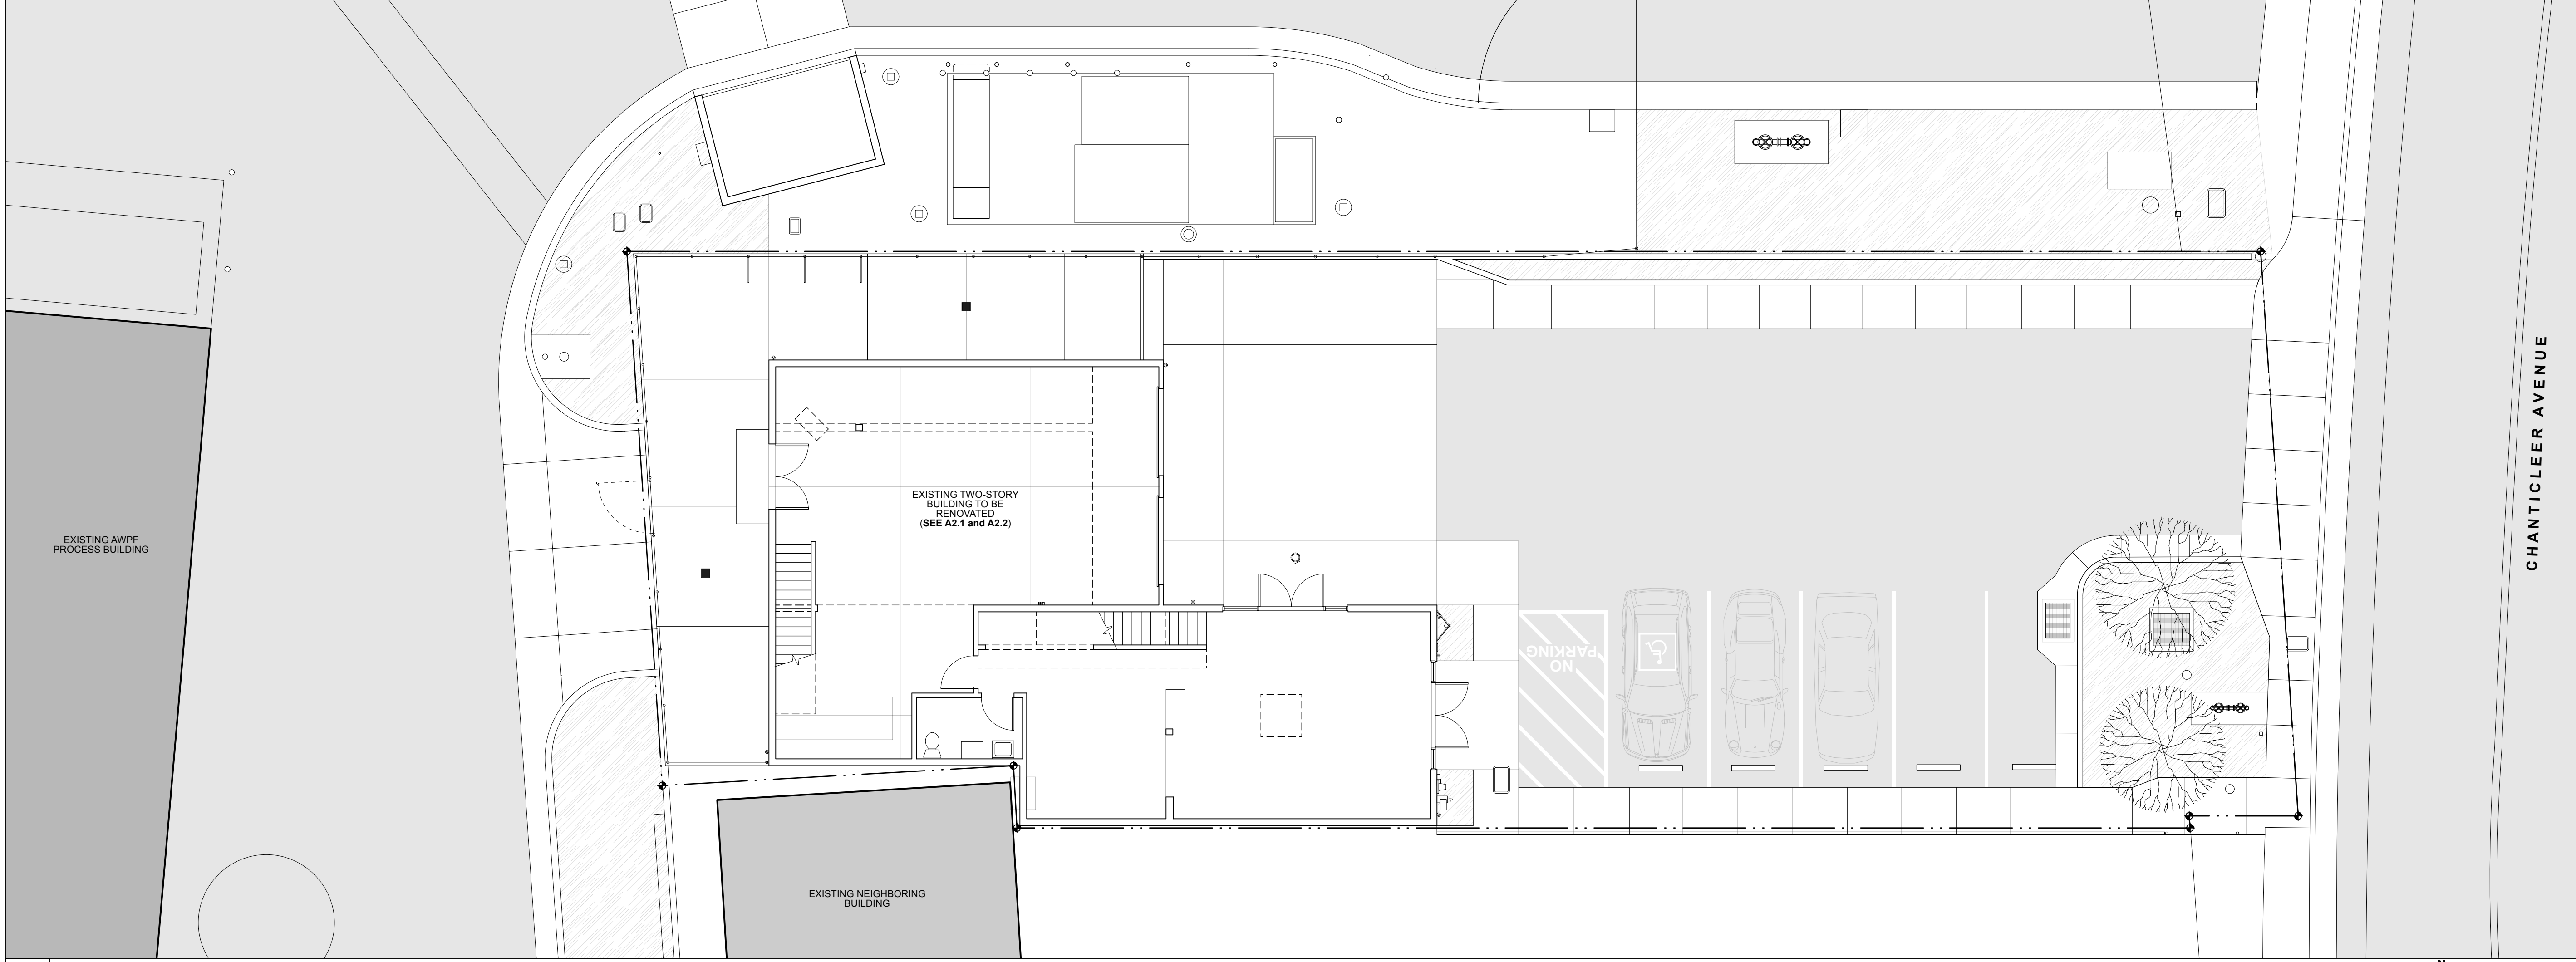 EXISTING AWPF
PROCESS BUILDING
EXISTING TWO-STORY
BUILDING TO BE
RENOVATED
(SEE A2.1 and A2.2)
EXISTING NEIGHBORING
BUILDING
NO
PARKING
CHANTICLEER AVENUE